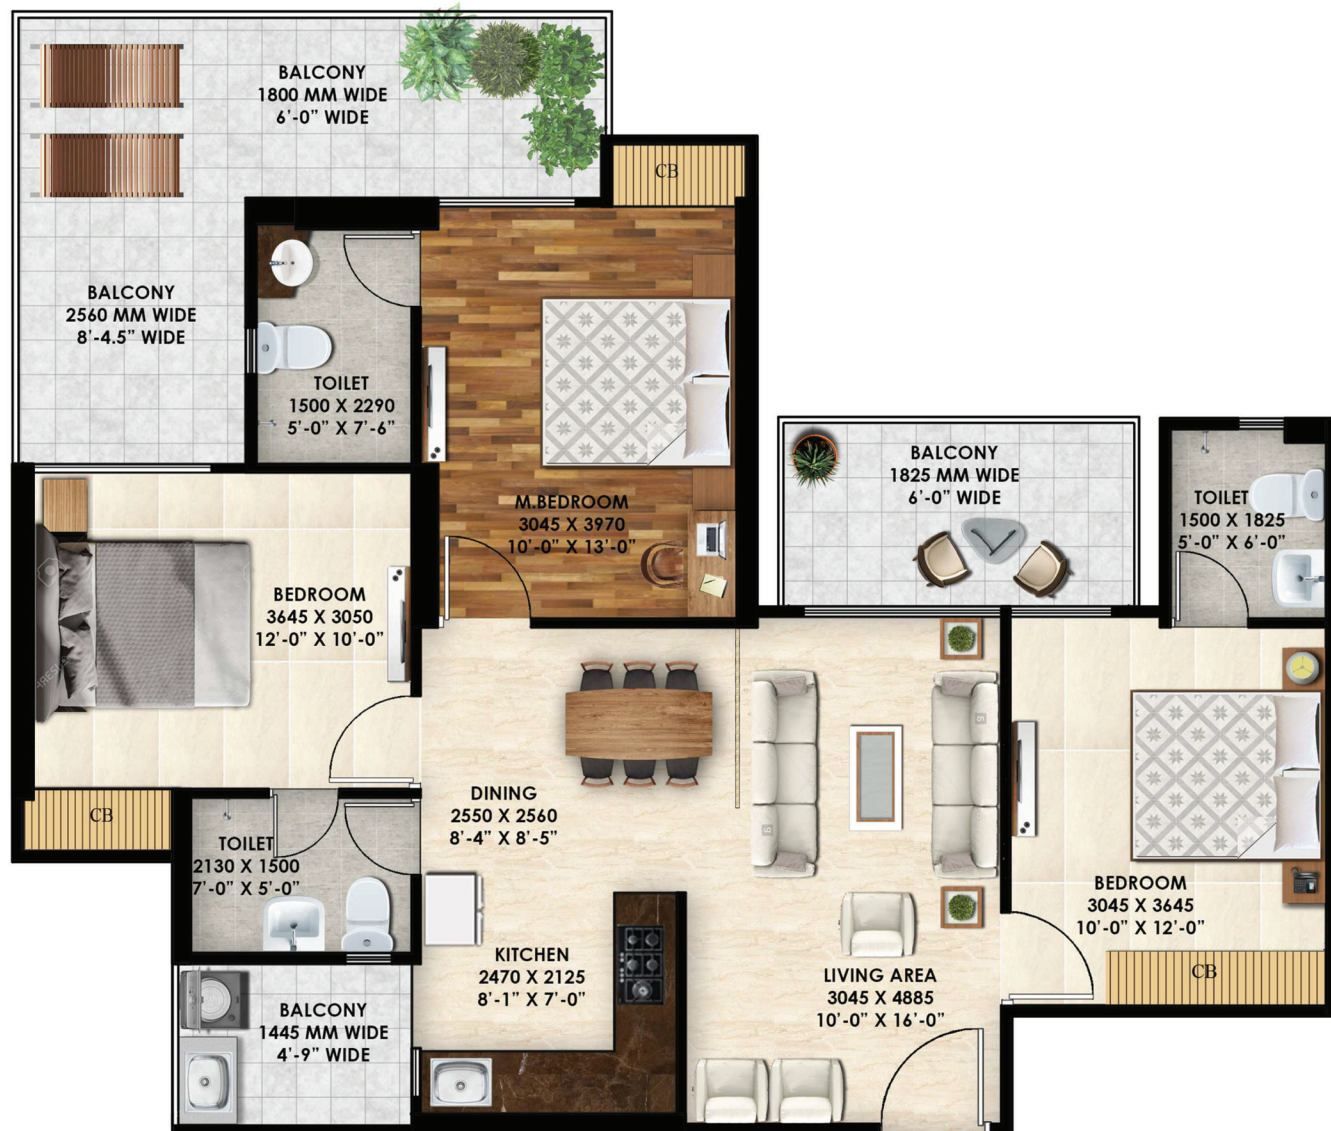 BALCONY
1800 MM WIDE
6'-0” WIDE
CB
BALCONY
2560 MM WIDE
8'-4.5” WIDE
TOILET
1500 X 2290
5'-0” X 7'-6”
M.BEDROOM
3045 X 3970
10'-0” X 13'-0”
BALCONY
1825 MM WIDE
6'-0” WIDE
TOILET
1500 X 1825
5'-0” X 6'-0”
BEDROOM
3645 X 3050
12'-0” X 10'-0”
CB
TOILET
2130 X 1500
7'-0” X 5'-0”
DINING
2550 X 2560
8'-4” X 8'-5”
BEDROOM
3045 X 3645
10'-0” X 12'-0”
CB
KITCHEN
2470 X 2125
8'-1” X 7'-0”
LIVING AREA
3045 X 4885
10'-0” X 16'-0”
BALCONY
1445 MM WIDE
4'-9” WIDE